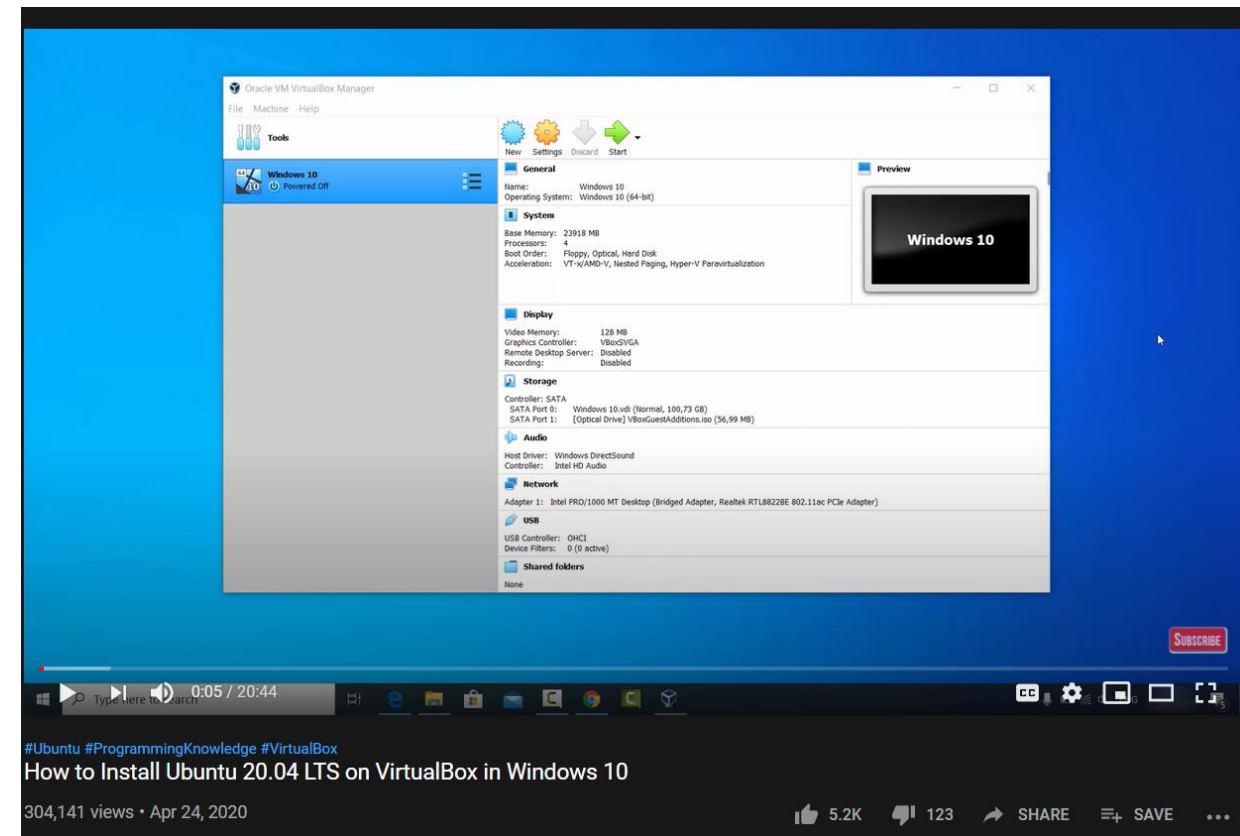 Oracle VM VirtualBox Manager
File Machine Help
Tools
New Settings Discard Start
64
10
Windows 10
Powered Off
General
Name: Windows 10
Operating System: Windows 10 (64-bit)
Preview
Windows 10
System
Base Memory: 23918 MB
Processors: 4
Boot Order: Floppy, Optical, Hard Disk
Acceleration: VT-x/AMD-V, Nested Paging, Hyper-V Paravirtualization
Display
Video Memory: 128 MB
Graphics Controller: VBoxSVGA
Remote Desktop Server: Disabled
Recording: Disabled
Storage
Controller: SATA
SATA Port 0: Windows 10.vdi (Normal, 100,73 GB)
SATA Port 1: [Optical Drive] VBoxGuestAdditions.iso (56,99 MB)
Audio
Host Driver: Windows DirectSound
Controller: Intel HD Audio
Network
Adapter 1: Intel PRO/1000 MT Desktop (Bridged Adapter, Realtek RTL8822BE 802.11ac PCIe Adapter)
USB
USB Controller: OHCI
Device Filters: 0 (0 active)
Shared folders
None
SUBSCRIBE
0:05 / 20:44
Type here to search
CC
#Ubuntu #ProgrammingKnowledge #VirtualBox
How to Install Ubuntu 20.04 LTS on VirtualBox in Windows 10
304,141 views • Apr 24, 2020
5.2K 123 SHARE SAVE